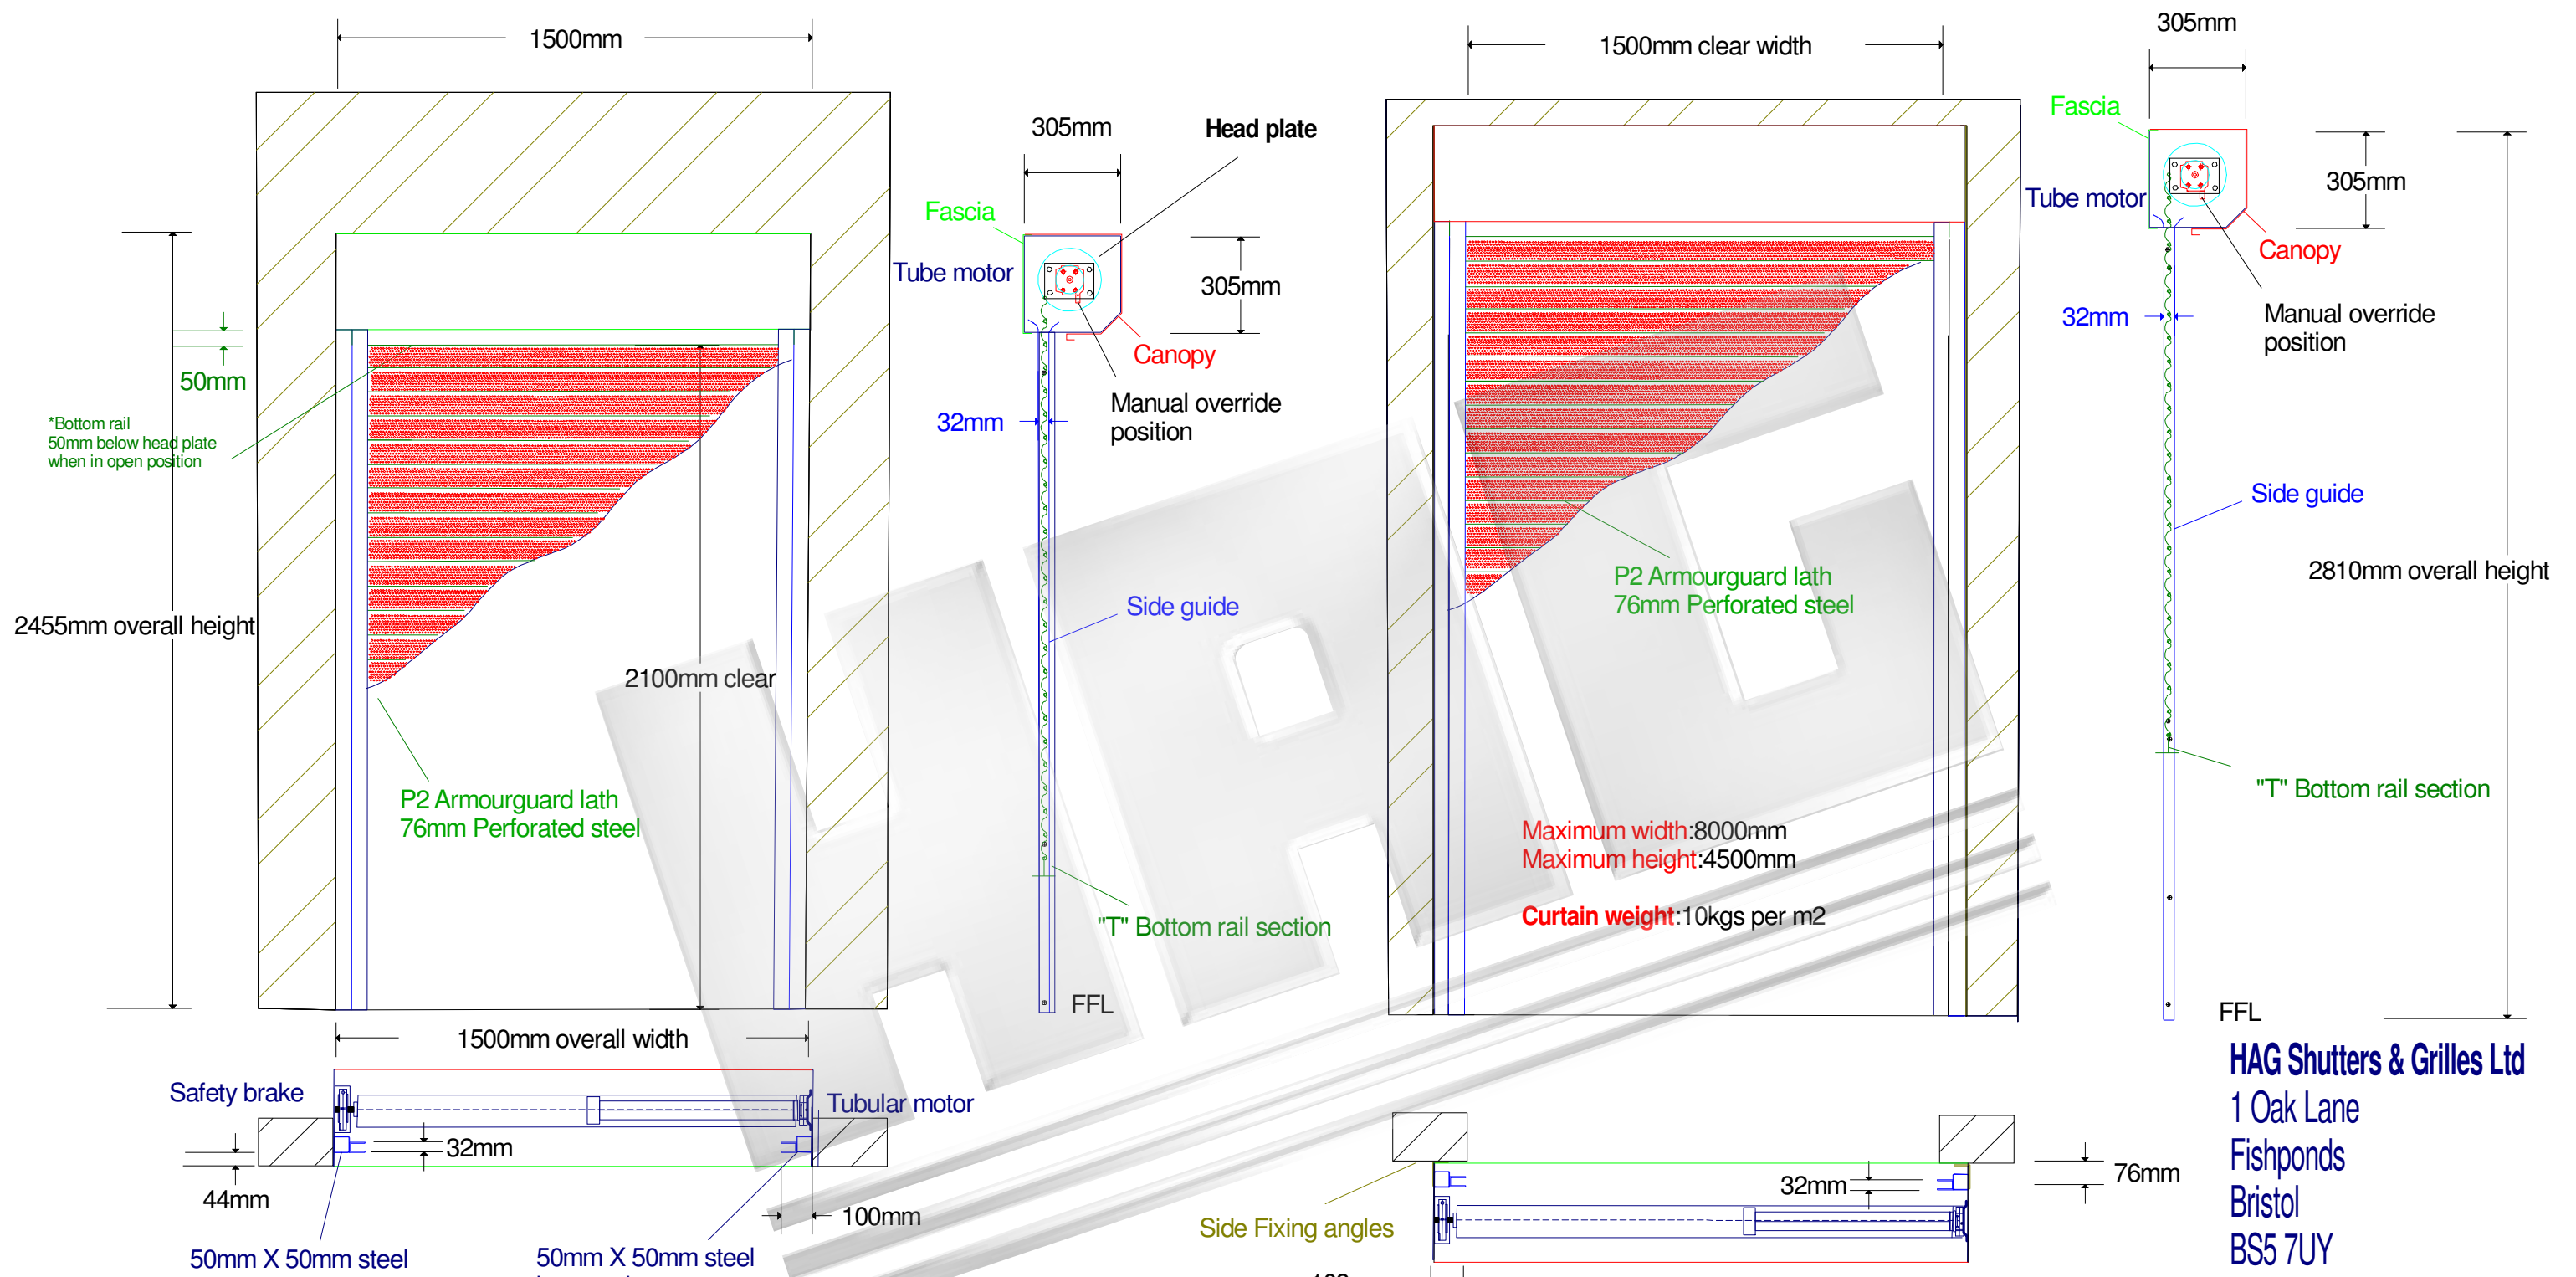 1500mm
1500mm clear width
305mm
305mm
Head plate
Fascia
Fascia
Tube motor
305mm
Canopy
Manual override
position
Tube motor
305mm
Canopy
Manual override
position
50mm
*Bottom rail
50mm below head plate
when in open position
32mm
32mm
Side guide
Side guide
2455mm overall height
2810mm overall height
2100mm clear
P2 Armourguard lath
76mm Perforated steel
P2 Armourguard lath
76mm Perforated steel
"T" Bottom rail section
"T" Bottom rail section
Maximum width:8000mm
Maximum height:4500mm
Curtain weight:10kgs per m2
HAG
FFL
FFL
1500mm overall width
Safety brake
Tubular motor
32mm
44mm
100mm
50mm X 50mm steel
50mm X 50mm steel
Side Fixing angles
32mm
76mm
HAG Shutters & Grilles Ltd
1 Oak Lane
Fishponds
Bristol
BS5 7UY